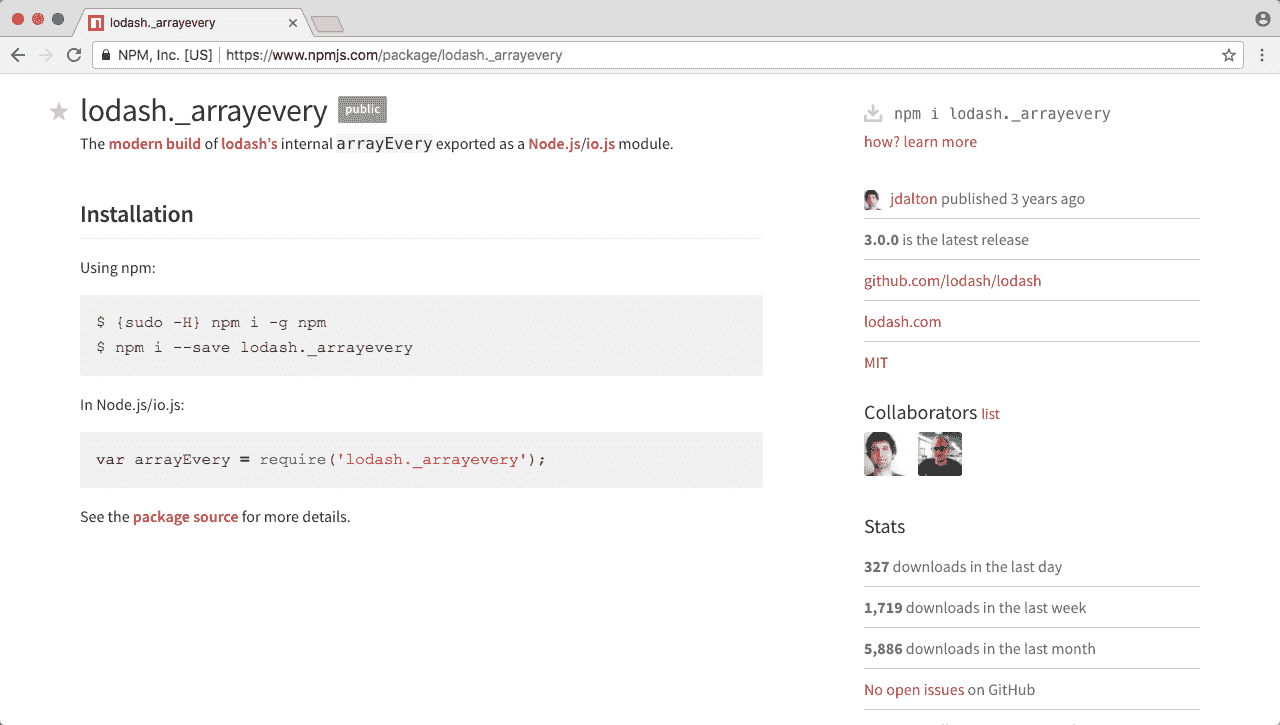 lodash._arrayevery
NPM, Inc. [US] https://www.npmjs.com/package/lodash._arrayevery
lodash._arrayevery public
The modern build of lodash’s internal arrayEvery exported as a Node.js/io.js module.
Installation
Using npm:
$ {sudo -H} npm i -g npm
$ npm i --save lodash._arrayevery
In Node.js/io.js:
var arrayEvery = require('lodash._arrayevery');
See the package source for more details.
npm i lodash._arrayevery
how? learn more
jdalton published 3 years ago
3.0.0 is the latest release
github.com/lodash/lodash
lodash.com
MIT
Collaborators list
Stats
327 downloads in the last day
1,719 downloads in the last week
5,886 downloads in the last month
No open issues on GitHub